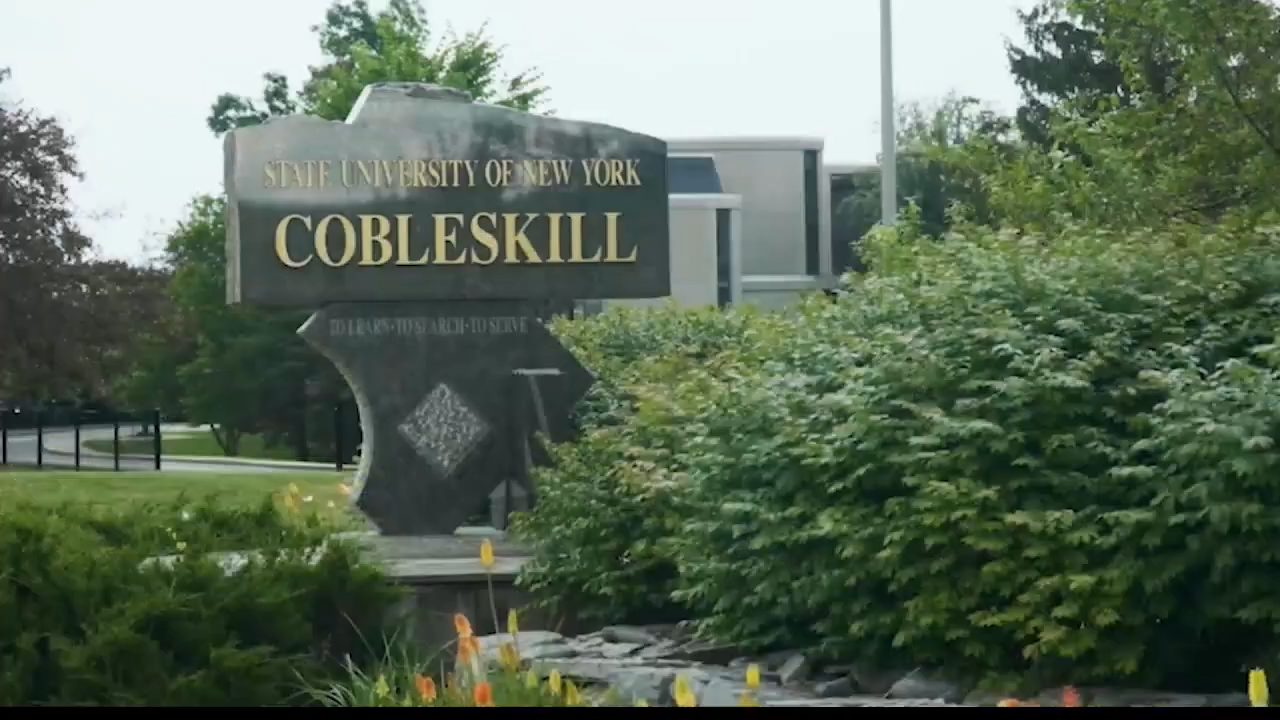 STATE UNIVERSITY OF NEW YORK
COBLESKILL
TO LEARN·TO SEARCH·TO SERVE